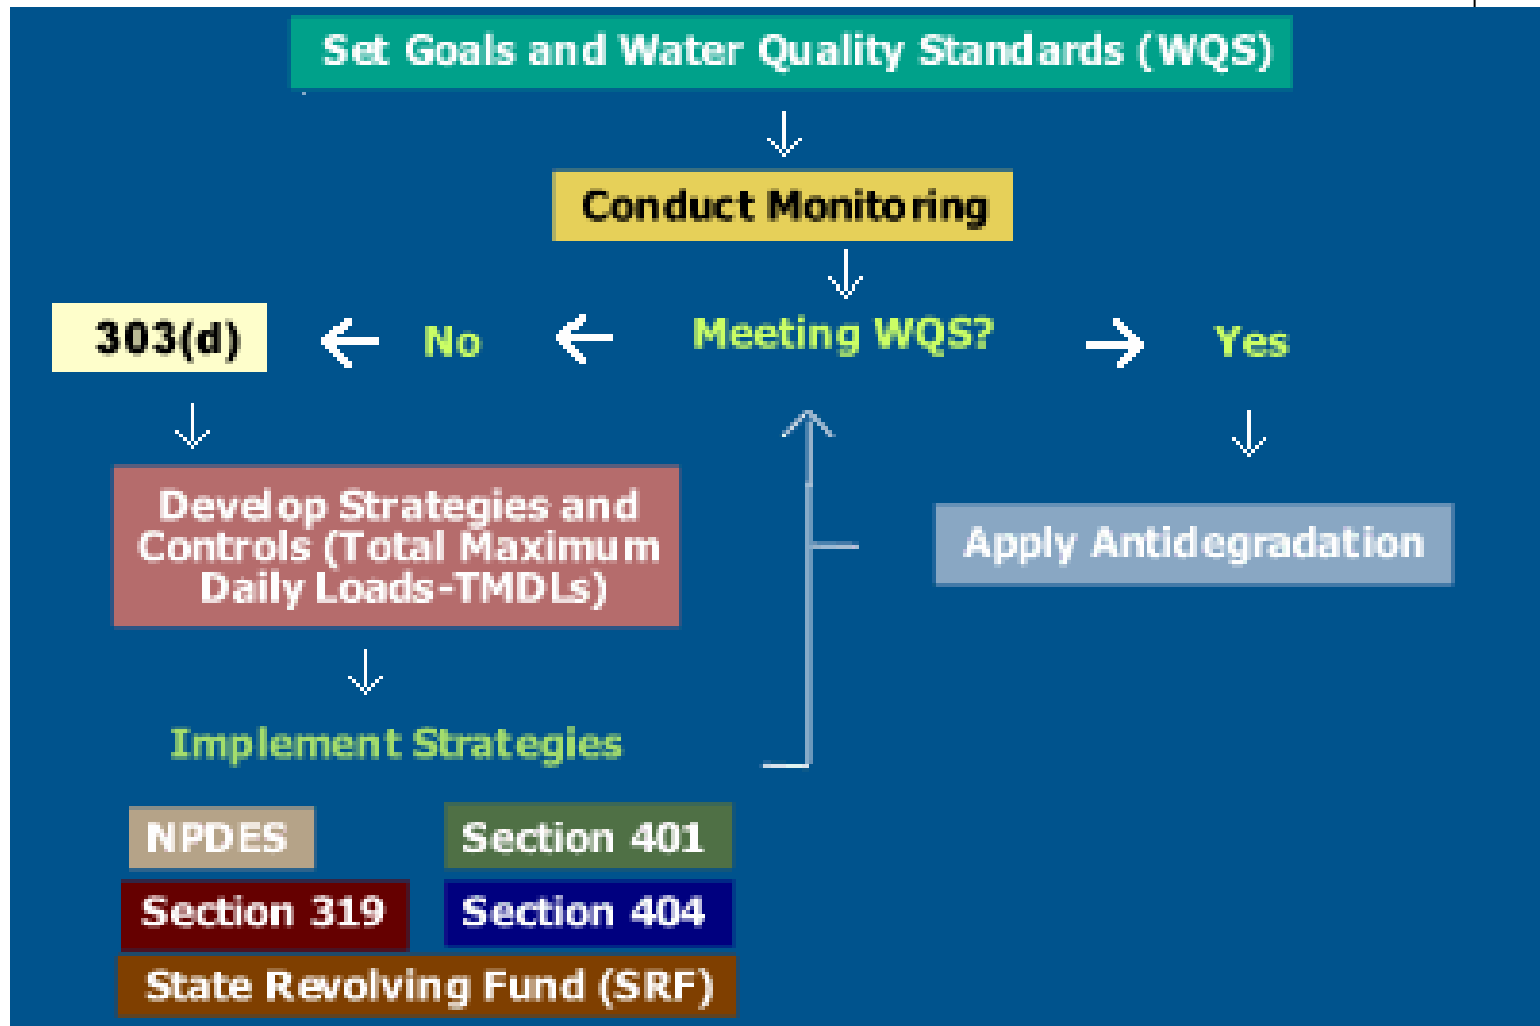 Set Goals and Water Quality Standards (WQS)
Conduct Monitoring
303(d)
No
Meeting WQS?
Yes
Develop Strategies and
Controls (Total Maximum
Daily Loads-TMDLs)
Apply Antidegradation
Implement Strategies
NPDES
Section 401
Section 319
Section 404
State Revolving Fund (SRF)